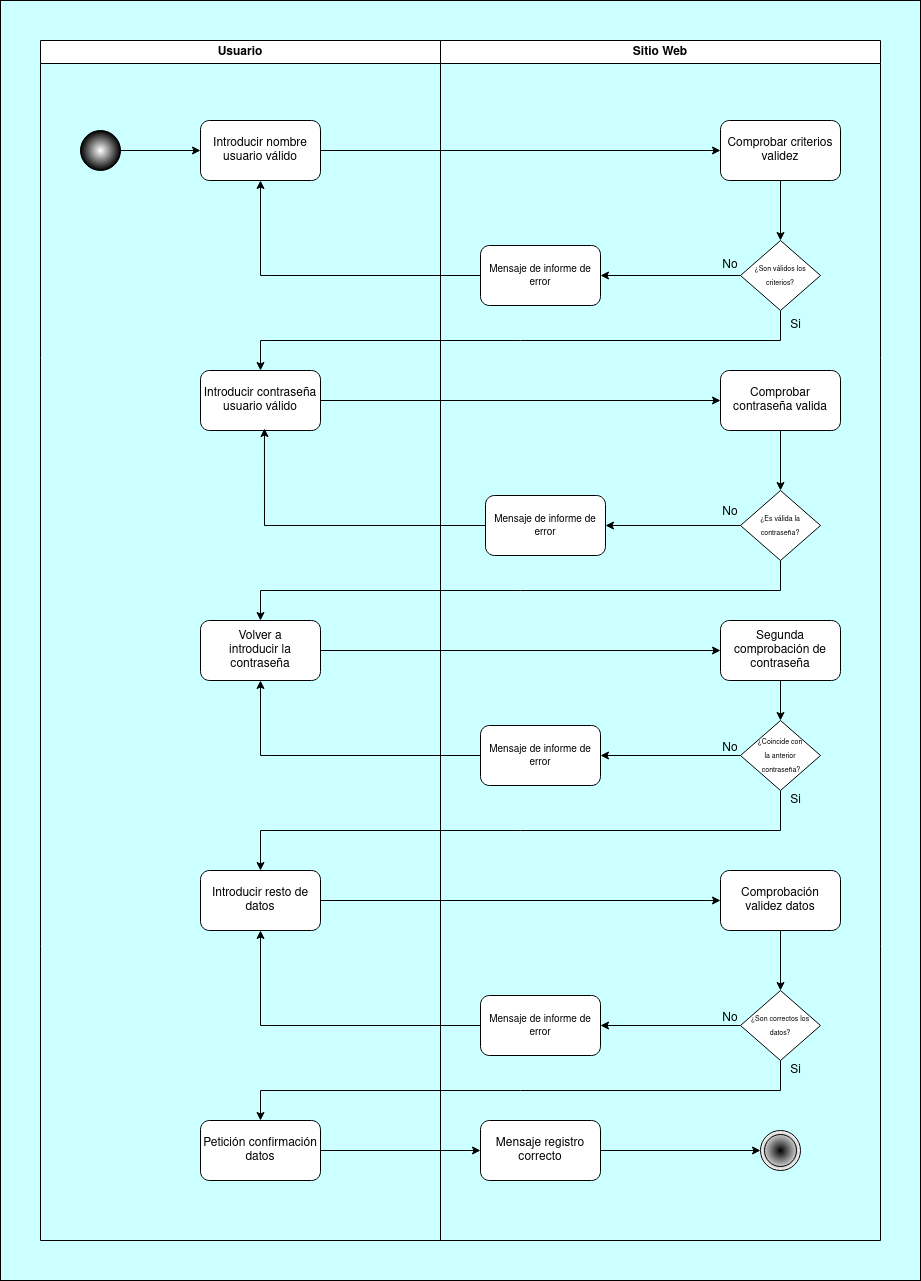 Usuario
Sitio Web
Introducir nombre
usuario válido
Comprobar criterios
validez
¿Son válidos los
criterios?
No
Mensaje de informe de
error
Si
Introducir contraseña
usuario válido
Comprobar
contraseña valida
¿Es válida la
contraseña?
No
Mensaje de informe de
error
Volver a
introducir la
contraseña
Segunda
comprobación de
contraseña
¿Coincide con
la anterior
contraseña?
No
Mensaje de informe de
error
Si
Introducir resto de
datos
Comprobación
validez datos
¿Son correctos los
datos?
No
Mensaje de informe de
error
Si
Petición confirmación
datos
Mensaje registro
correcto